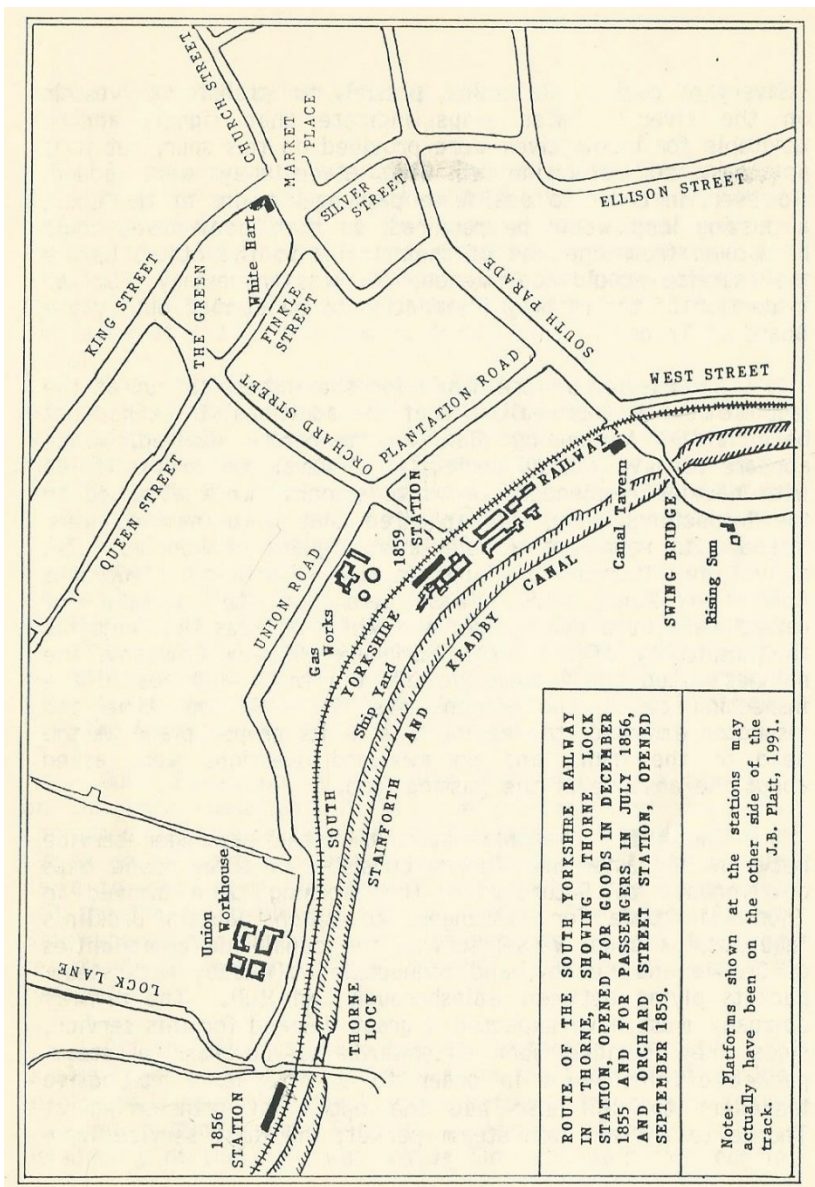 CHURCH STREET
MARKET
PLACE
SILVER
STREET
ELLISON STREET
KING STREET
THE GREEN
White Hart
FINKLE
STREET
SOUTH PARADE
ORCHARD STREET
PLANTATION ROAD
WEST STREET
QUEEN STREET
UNION ROAD
1859
STATION
Gas
Works
SOUTH YORKSHIRE RAILWAY
Ship Yard
STAINFORTH AND KEADBY CANAL
Canal Tavern
SWING BRIDGE
Rising Sun
Union
Workhouse
LOCK LANE
THORNE
LOCK
1856
STATION
ROUTE OF THE SOUTH YORKSHIRE RAILWAY
IN THORNE, SHOWING THORNE LOCK
STATION, OPENED FOR GOODS IN DECEMBER
1855 AND FOR PASSENGERS IN JULY 1856,
AND ORCHARD STREET STATION, OPENED
SEPTEMBER 1859.
Note: Platforms shown at the stations may
actually have been on the other side of the
track. J.B. Platt, 1991.